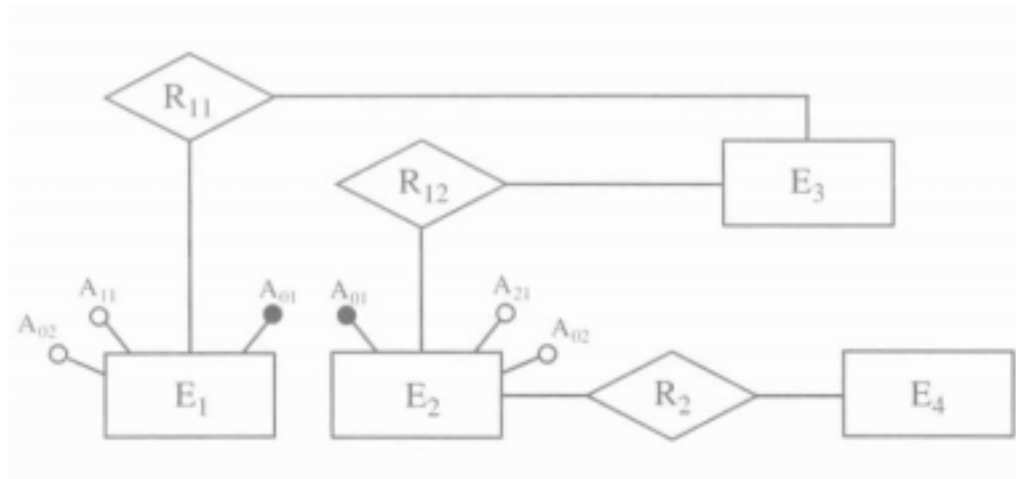 R₁₁
R₁₂
E₃
A₁₁
A₀₁
A₀₁
A₂₁
A₀₂
A₀₂
E₁
E₂
R₂
E₄